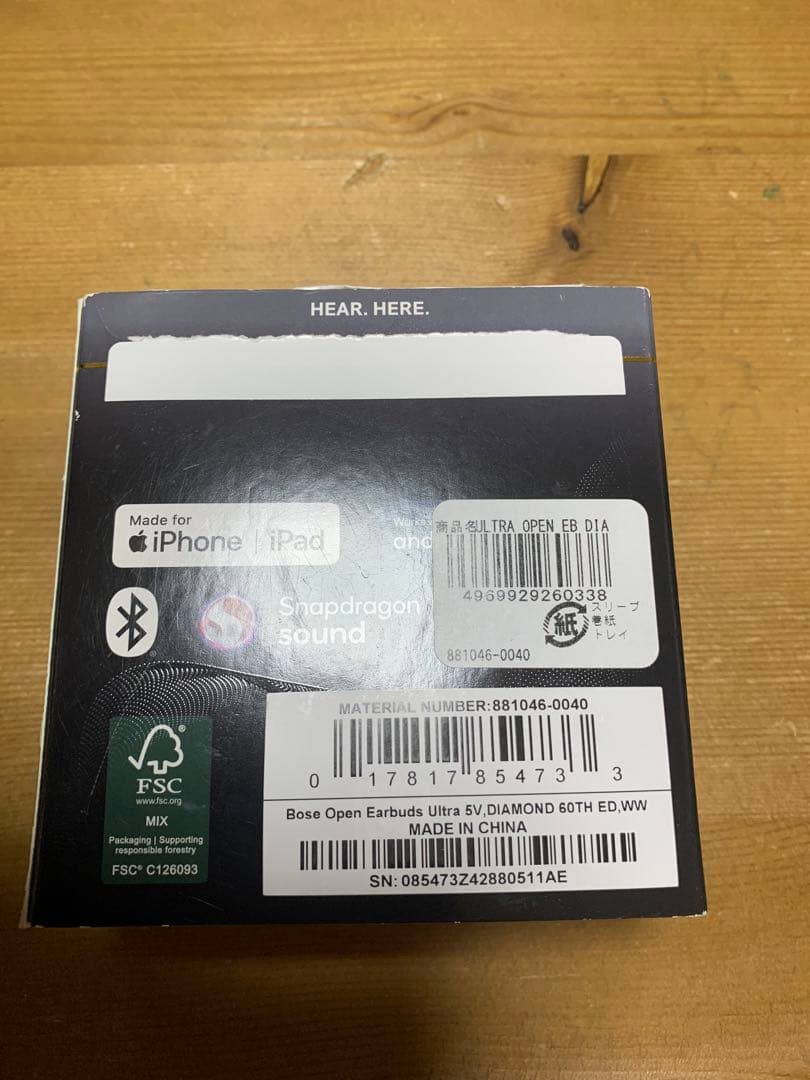 HEAR. HERE.
Made for
iPhone | iPad
Works
and
商品名ULTRA OPEN EB DIA
4969929260338
紙
スリーブ
巻紙
トレイ
881046-0040
Snapdragon
sound
MATERIAL NUMBER:881046-0040
0 17817 85473 3
Bose Open Earbuds Ultra 5V,DIAMOND 60TH ED,WW
MADE IN CHINA
SN: 085473Z42880511AE
FSC
www.fsc.org
MIX
Packaging | Supporting
responsible forestry
FSC® C126093